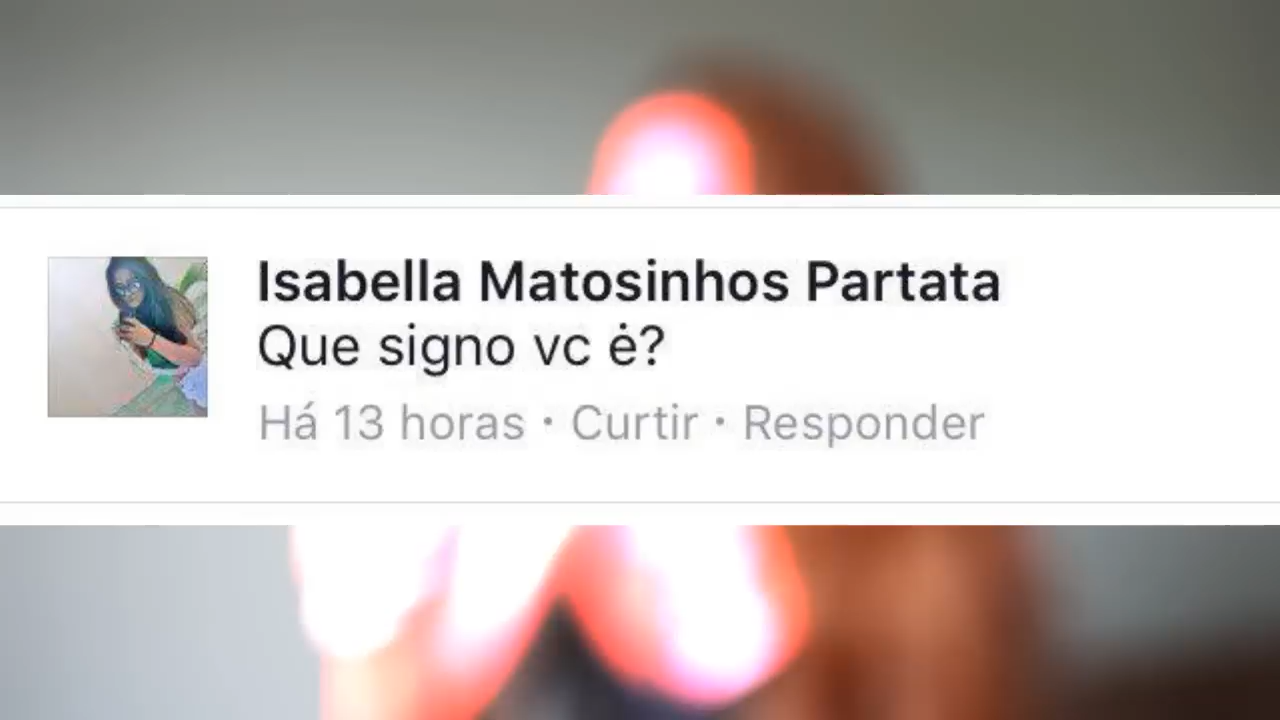 Isabella Matosinhos Partata
Que signo vc ė?
Há 13 horas · Curtir · Responder